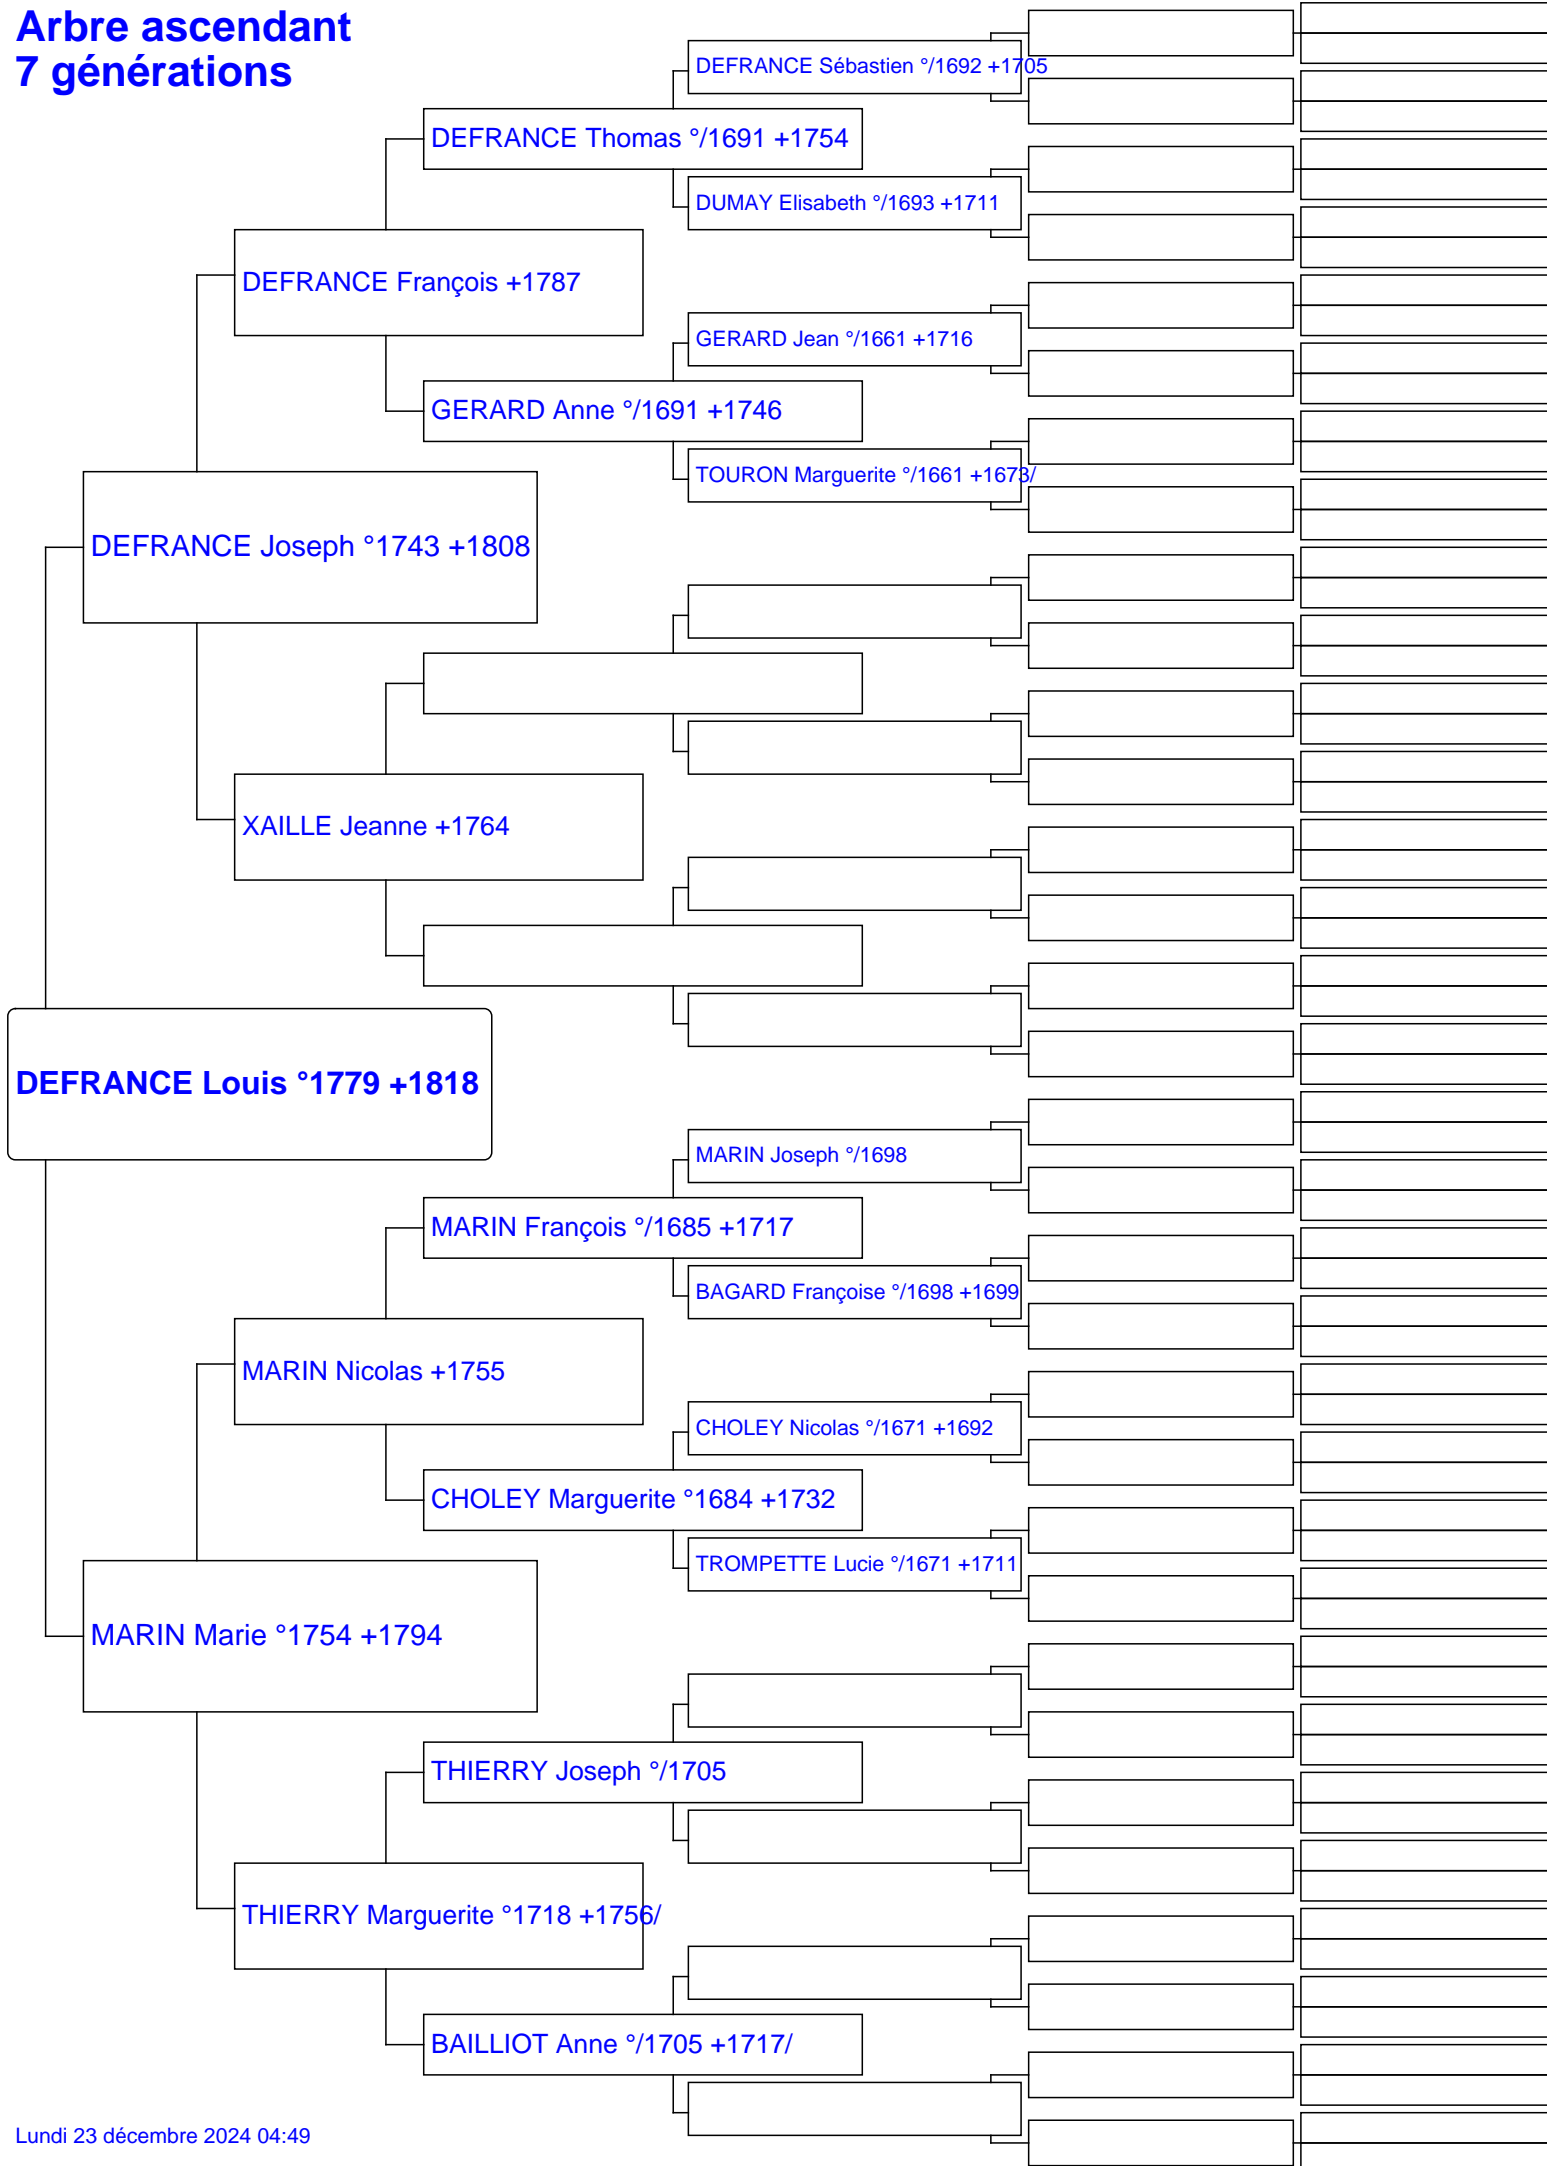 Arbre ascendant
7 générations
DEFRANCE Sébastien °/1692 +1705
DEFRANCE Thomas °/1691 +1754
DUMAY Elisabeth °/1693 +1711
DEFRANCE François +1787
GERARD Jean °/1661 +1716
GERARD Anne °/1691 +1746
TOURON Marguerite °/1661 +1673/
DEFRANCE Joseph °1743 +1808
XAILLE Jeanne +1764
DEFRANCE Louis °1779 +1818
MARIN Joseph °/1698
MARIN François °/1685 +1717
BAGARD Françoise °/1698 +1699
MARIN Nicolas +1755
CHOLEY Nicolas °/1671 +1692
CHOLEY Marguerite °1684 +1732
TROMPETTE Lucie °/1671 +1711
MARIN Marie °1754 +1794
THIERRY Joseph °/1705
THIERRY Marguerite °1718 +1756/
BAILLIOT Anne °/1705 +1717/
Lundi 23 décembre 2024 04:49